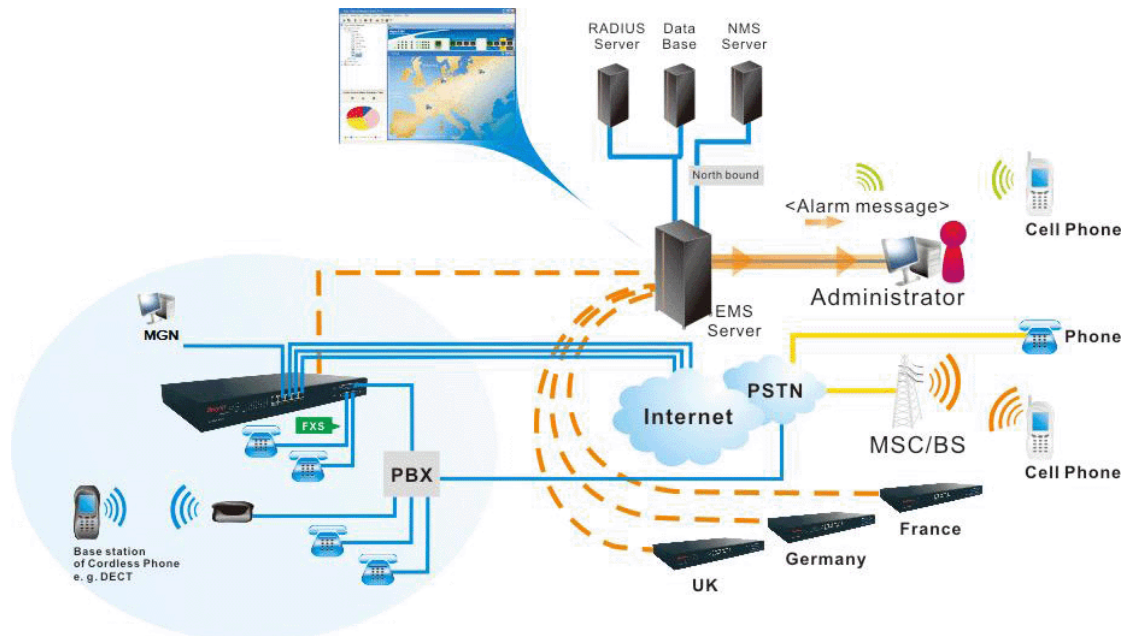 RADIUS
Server
Data
Base
NMS
Server
North bound
<Alarm message>
Cell Phone
Administrator
EMS
Server
MGN
FXS
PBX
Internet
PSTN
Phone
MSC/BS
Cell Phone
Base station
of Cordless Phone
e. g. DECT
France
Germany
UK